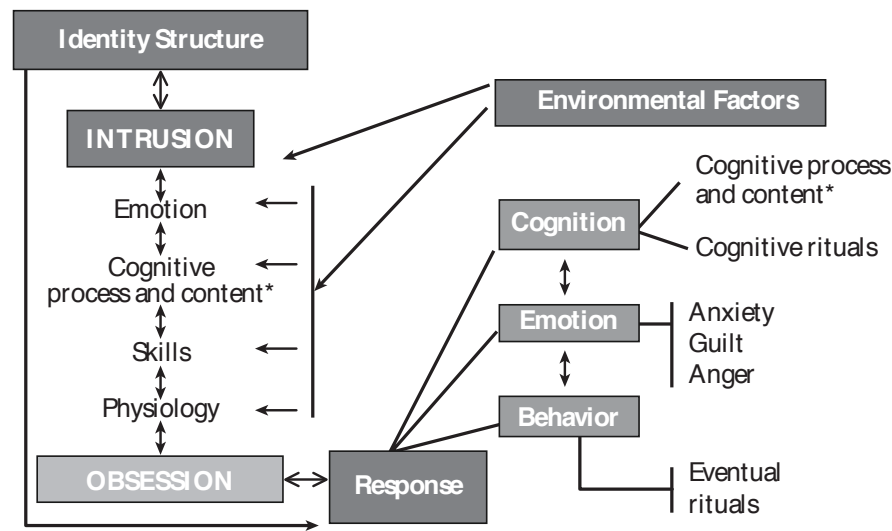 Identity Structure
INTRUSION
Emotion
Cognitive
process and content*
Skills
Physiology
OBSESSION
Response
Environmental Factors
Cognition
Cognitive process
and content*
Cognitive rituals
Emotion
Anxiety
Guilt
Anger
Behavior
Eventual
rituals